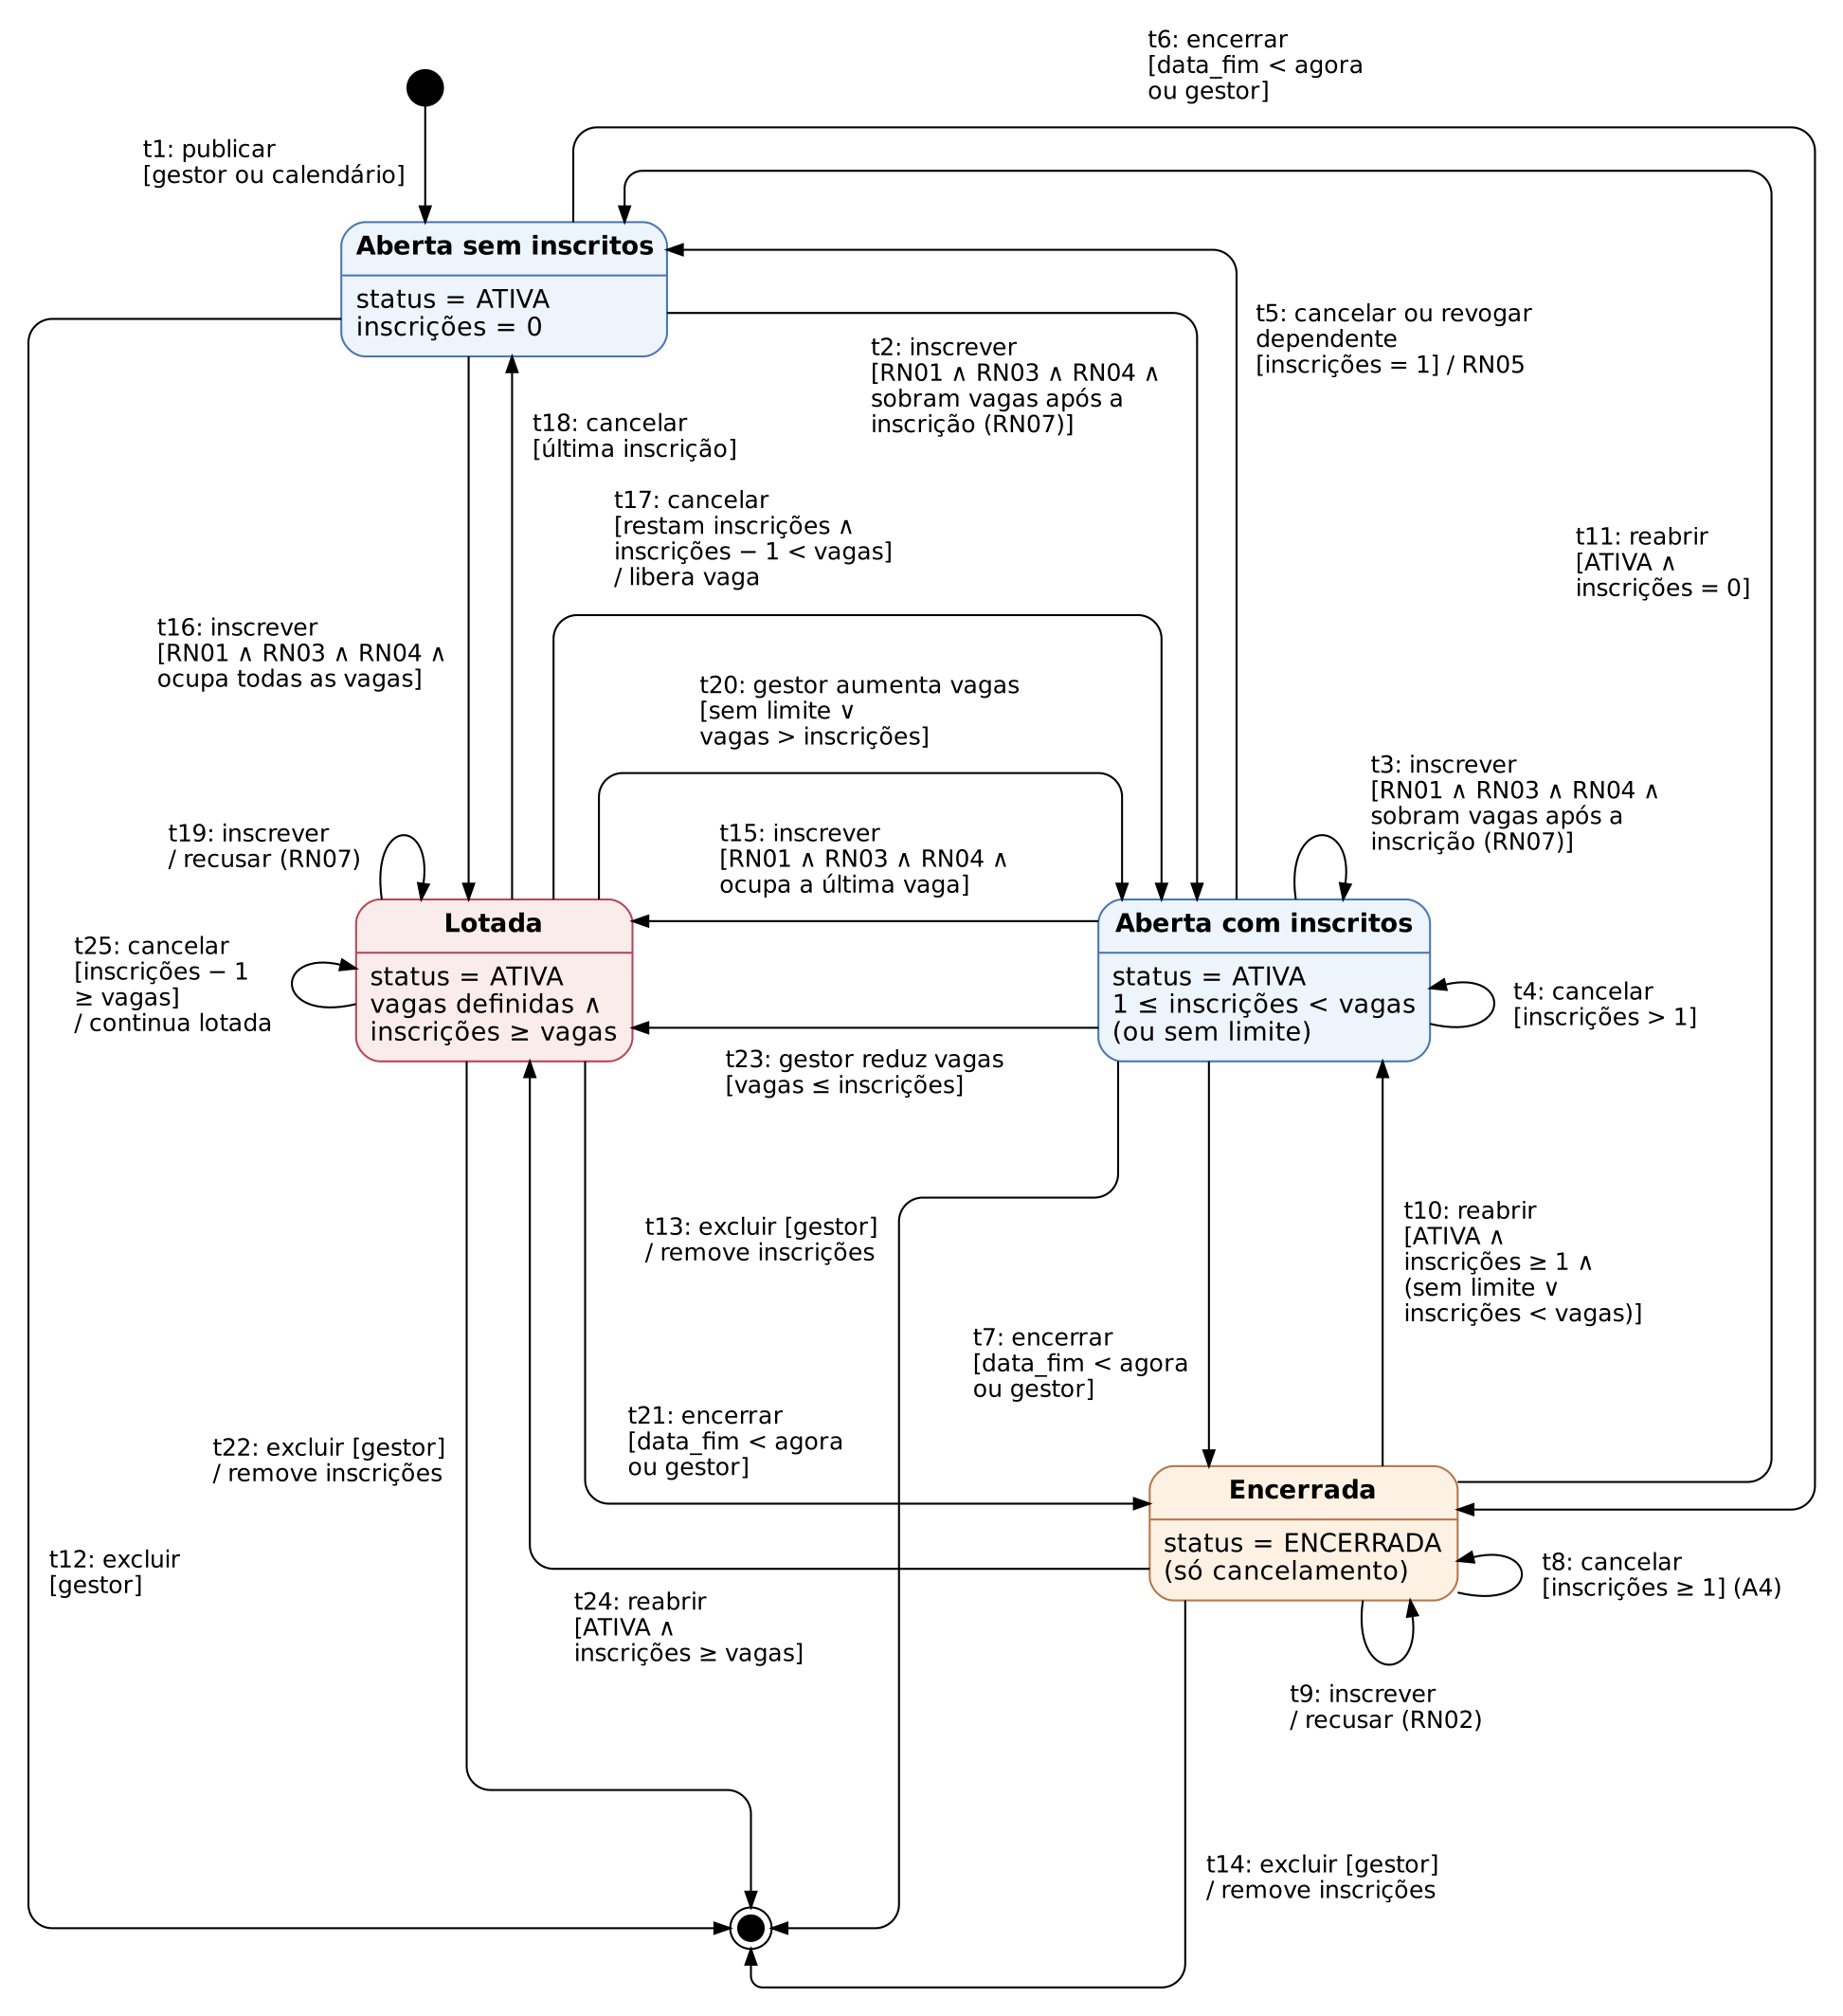 t6: encerrar
[data_fim < agora
ou gestor]
t1: publicar
[gestor ou calendário]
Aberta sem inscritos
status = ATIVA
inscrições = 0
t5: cancelar ou revogar
dependente
[inscrições = 1] / RN05
t2: inscrever
[RN01 ∧ RN03 ∧ RN04 ∧
sobram vagas após a
inscrição (RN07)]
t18: cancelar
[última inscrição]
t17: cancelar
[restam inscrições ∧
inscrições − 1 < vagas]
/ libera vaga
t11: reabrir
[ATIVA ∧
inscrições = 0]
t16: inscrever
[RN01 ∧ RN03 ∧ RN04 ∧
ocupa todas as vagas]
t20: gestor aumenta vagas
[sem limite ∨
vagas > inscrições]
t3: inscrever
[RN01 ∧ RN03 ∧ RN04 ∧
sobram vagas após a
inscrição (RN07)]
t19: inscrever
/ recusar (RN07)
t15: inscrever
[RN01 ∧ RN03 ∧ RN04 ∧
ocupa a última vaga]
t25: cancelar
[inscrições − 1
≥ vagas]
/ continua lotada
Lotada
status = ATIVA
vagas definidas ∧
inscrições ≥ vagas
Aberta com inscritos
status = ATIVA
1 ≤ inscrições < vagas
(ou sem limite)
t4: cancelar
[inscrições > 1]
t23: gestor reduz vagas
[vagas ≤ inscrições]
t13: excluir [gestor]
/ remove inscrições
t10: reabrir
[ATIVA ∧
inscrições ≥ 1 ∧
(sem limite ∨
inscrições < vagas)]
t7: encerrar
[data_fim < agora
ou gestor]
t21: encerrar
[data_fim < agora
ou gestor]
t22: excluir [gestor]
/ remove inscrições
Encerrada
status = ENCERRADA
(só cancelamento)
t12: excluir
[gestor]
t8: cancelar
[inscrições ≥ 1] (A4)
t24: reabrir
[ATIVA ∧
inscrições ≥ vagas]
t9: inscrever
/ recusar (RN02)
t14: excluir [gestor]
/ remove inscrições